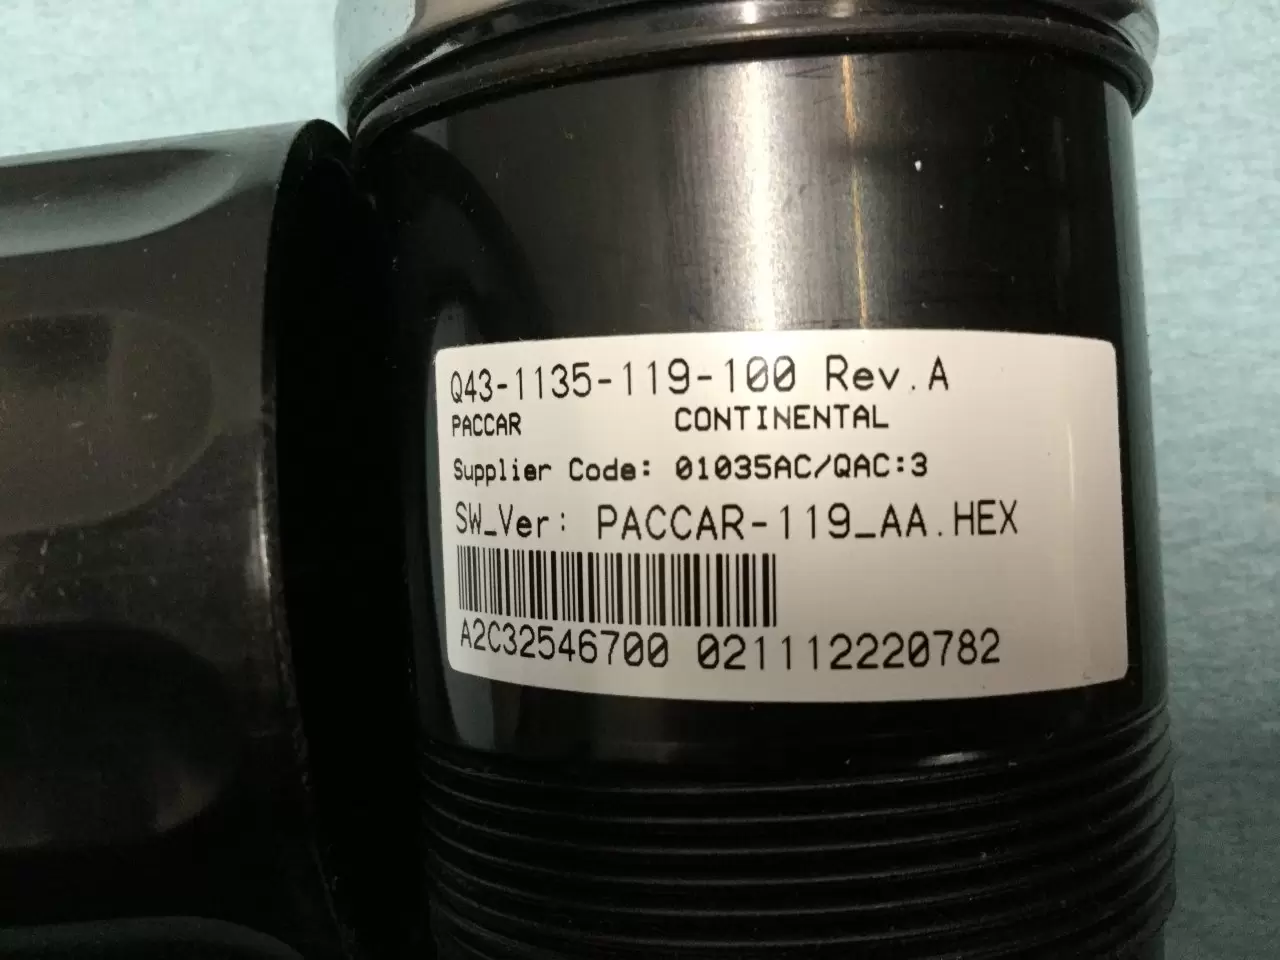 Q43-1135-119-100 Rev.A
PACCAR CONTINENTAL
Supplier Code: 01035AC/QAC:3
SW_Ver: PACCAR-119_AA.HEX
A2C32546700 021112220782